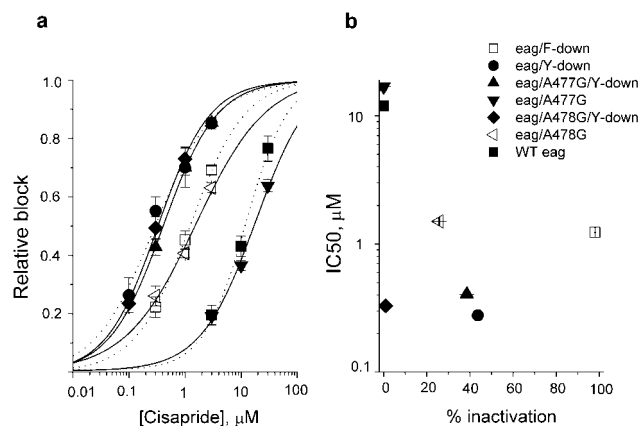 a
b
Relative block
1.0
0.8
0.6
0.4
0.2
0.01
0.1
1
10
100
[Cisapride], μM
eag/F-down
eag/Y-down
eag/A477G/Y-down
eag/A477G
eag/A478G/Y-down
eag/A478G
WT eag
IC50, μM
10
1
0.1
0
20
40
60
80
100
% inactivation